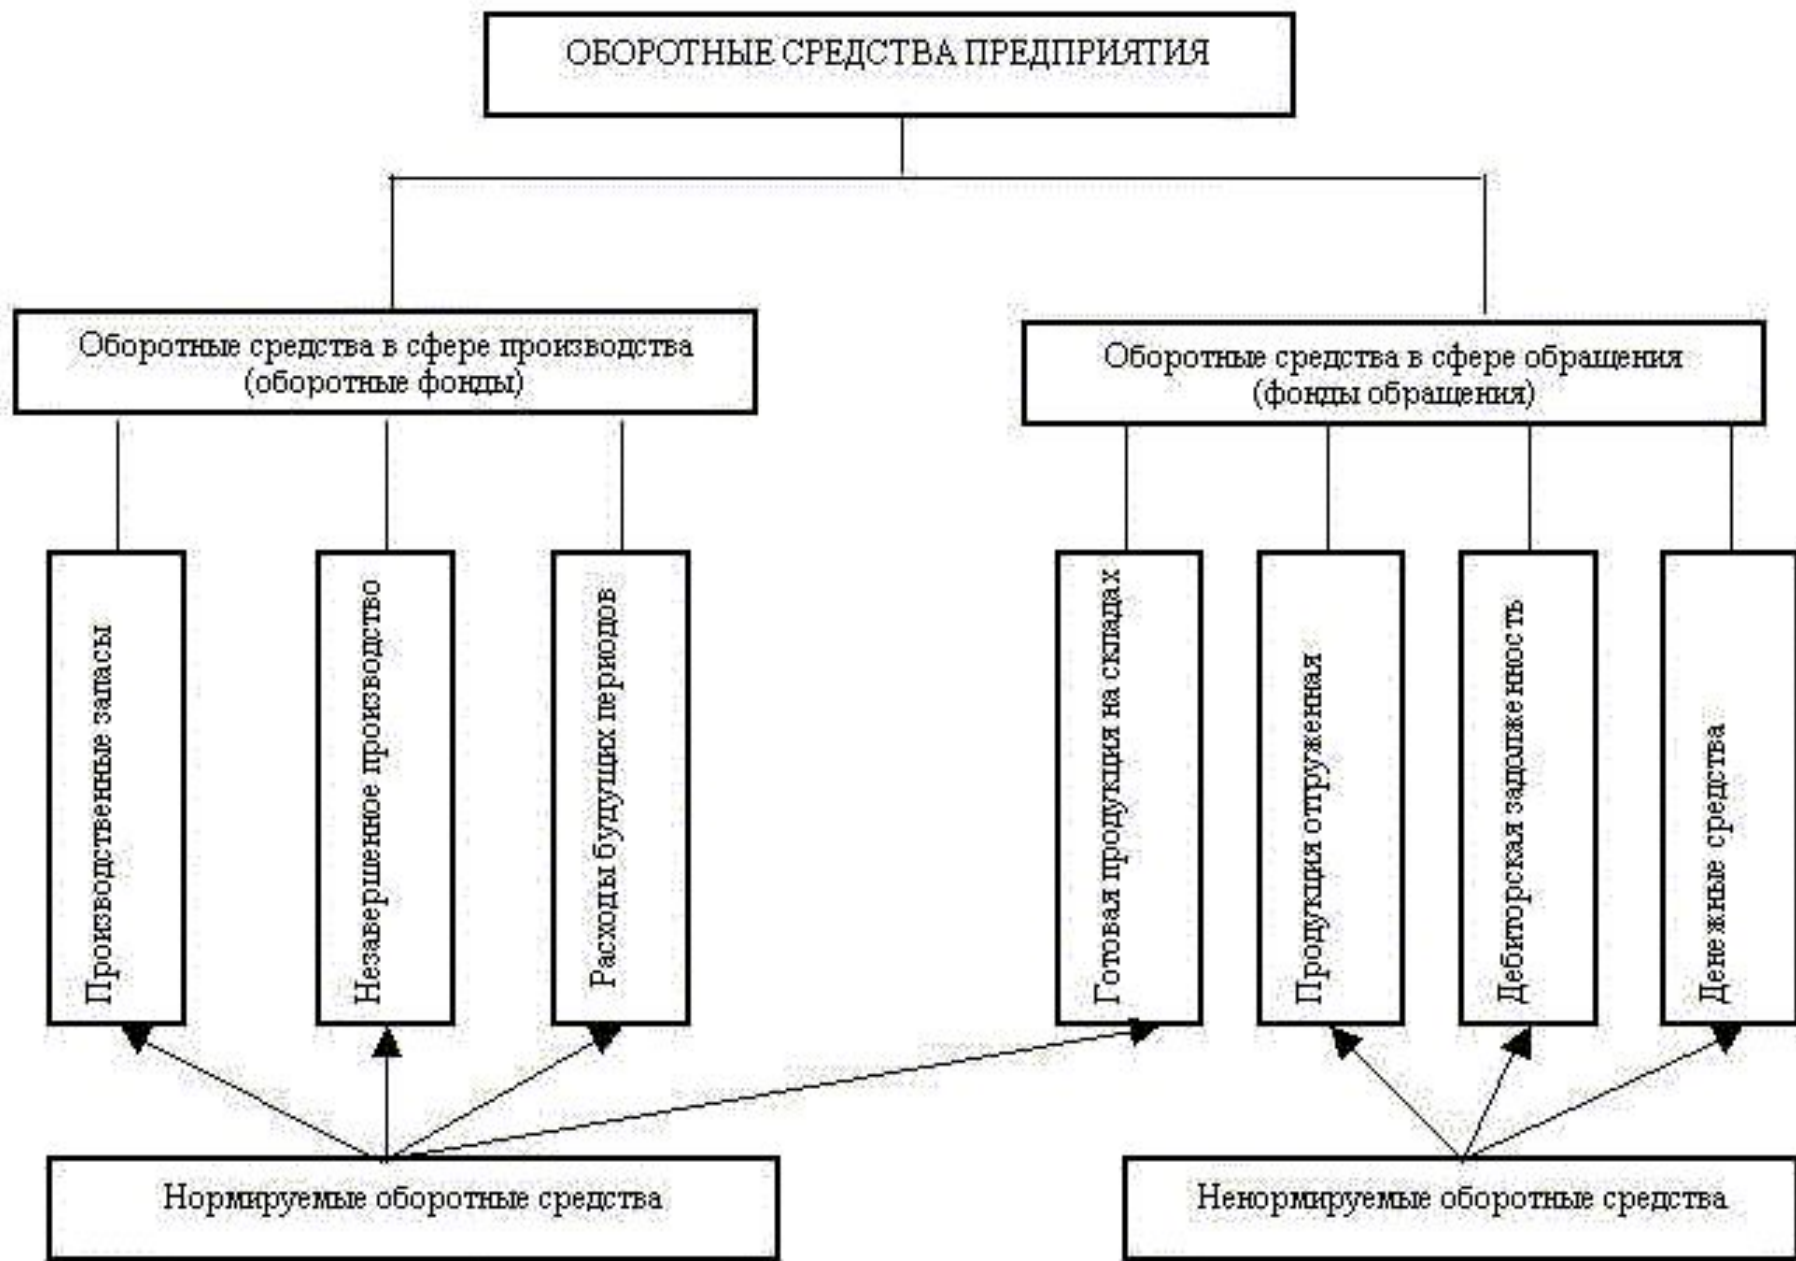 ОБОРОТНЫЕ СРЕДСТВА ПРЕДПРИЯТИЯ
Оборотные средства в сфере производства
(оборотные фонды)
Оборотные средства в сфере обращения
(фонды обращения)
Производственные запасы
Незавершенное производство
Расходы будущих периодов
Готовая продукция на складах
Продукция отгруженная
Дебиторская задолженность
Денежные средства
Нормируемые оборотные средства
Ненормируемые оборотные средства